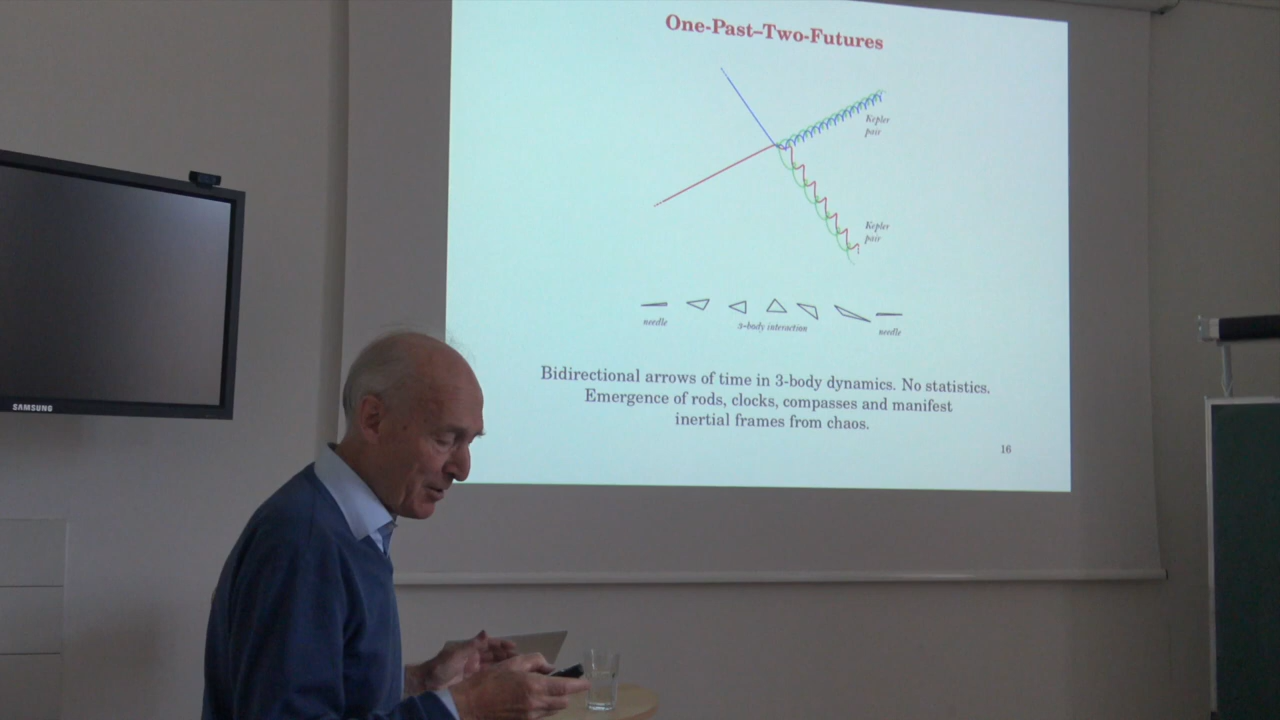 One-Past–Two-Futures
Kepler
pair
Kepler
pair
needle
3-body interaction
needle
Bidirectional arrows of time in 3-body dynamics. No statistics.
Emergence of rods, clocks, compasses and manifest
inertial frames from chaos.
16
SAMSUNG